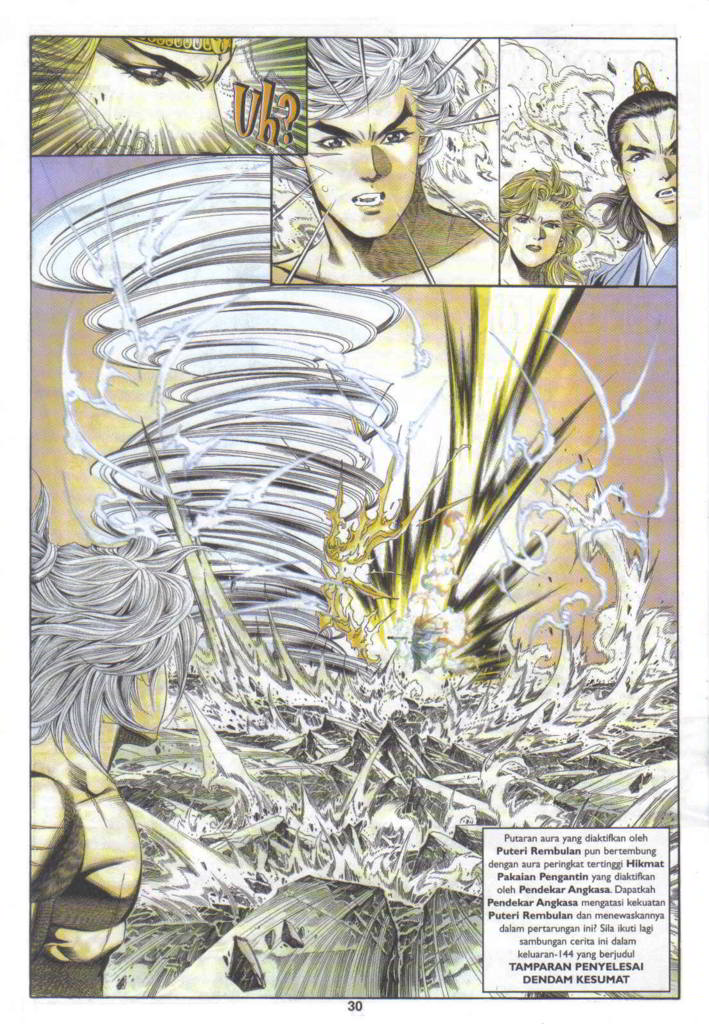 Uh?
Putaran aura yang diaktifkan oleh
Puteri Rembulan pun bertembung
dengan aura peringkat tertinggi Hikmat
Pakaian Pengantin yang diaktifkan
oleh Pendekar Angkasa. Dapatkah
Pendekar Angkasa mengatasi kekuatan
Puteri Rembulan dan menewaskannya
dalam pertarungan ini? Sila ikuti lagi
sambungan cerita ini dalam
keluaran-144 yang berjudul
TAMPARAN PENYELESAI
DENDAM KESUMAT
30